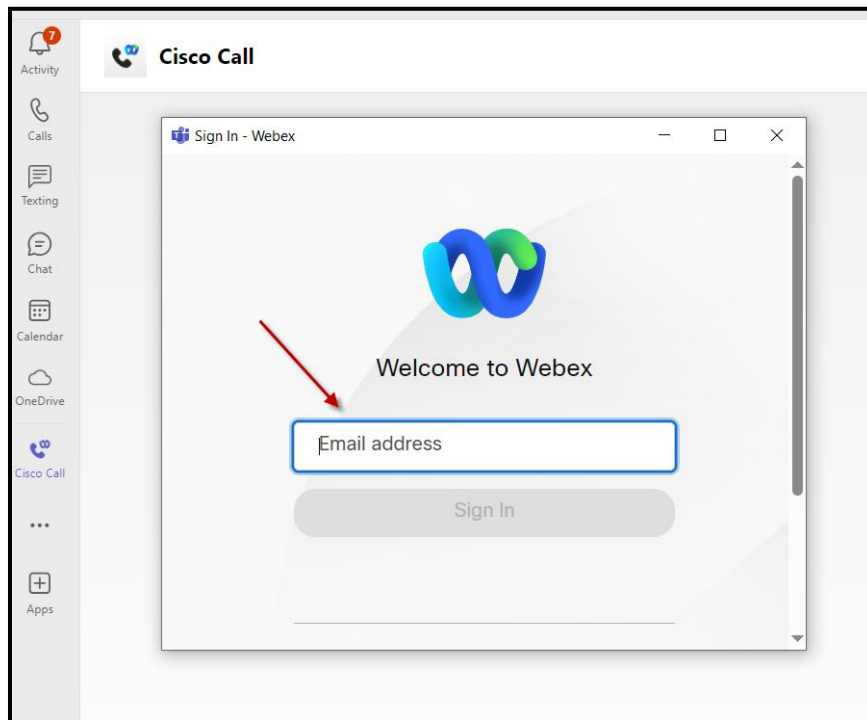 7
Activity
Calls
Texting
Chat
Calendar
OneDrive
Cisco Call
Apps
Cisco Call
Sign In - Webex
Welcome to Webex
Email address
Sign In